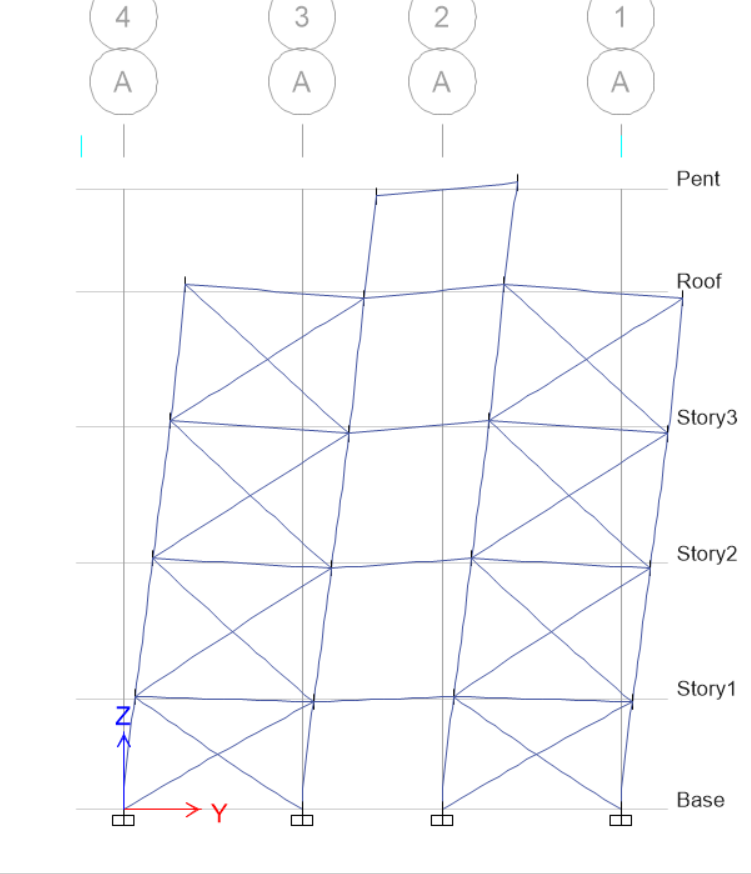 4 3 2 1
A A A A
Pent
Roof
Story3
Story2
Story1
Z
Base
Y